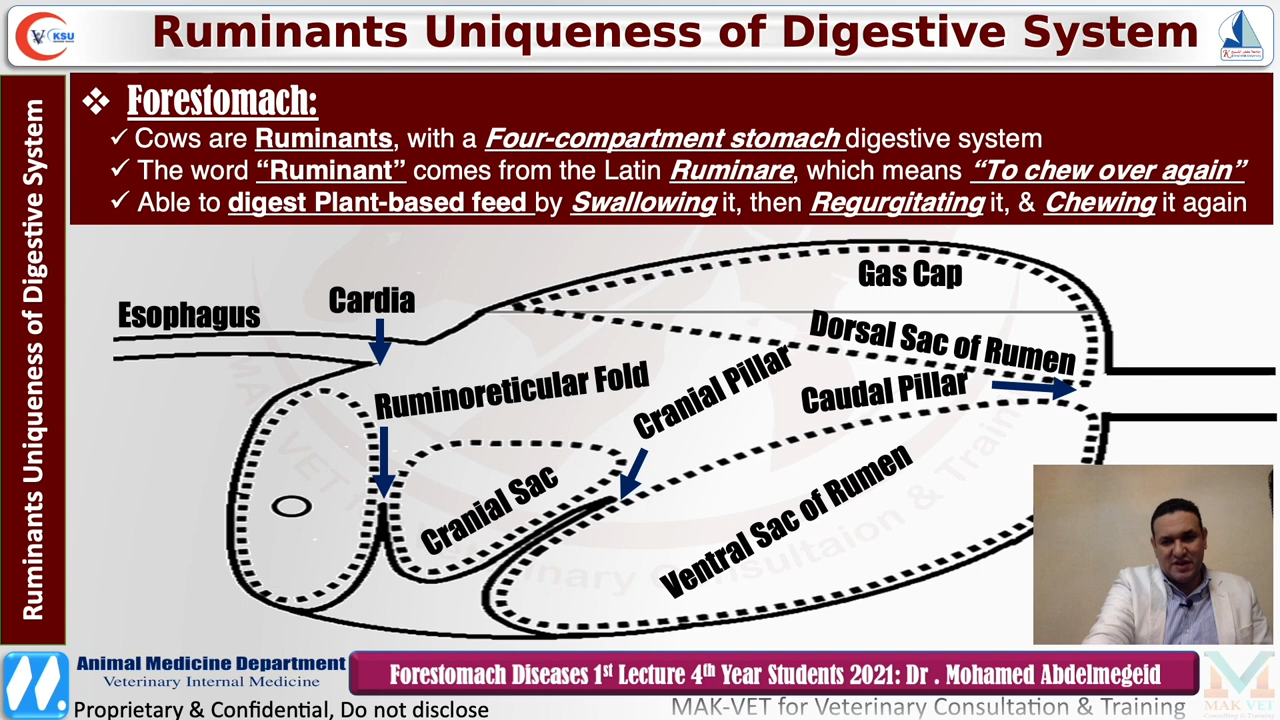 KSU
Ruminants Uniqueness of Digestive System
Ruminants Uniqueness of Digestive System
❖ Forestomach:
✓ Cows are Ruminants, with a Four-compartment stomach digestive system
✓ The word “Ruminant” comes from the Latin Ruminare, which means “To chew over again”
✓ Able to digest Plant-based feed by Swallowing it, then Regurgitating it, & Chewing it again
Gas Cap
Cardia
Esophagus
Dorsal Sac of Rumen
Ruminoreticular Fold
Cranial Pillar
Caudal Pillar
Cranial Sac
Ventral Sac of Rumen
Animal Medicine Department
Veterinary Internal Medicine
Forestomach Diseases 1st Lecture 4th Year Students 2021: Dr . Mohamed Abdelmegeid
Proprietary & Confidential, Do not disclose
MAK-VET for Veterinary Consultation & Training
MAK VET